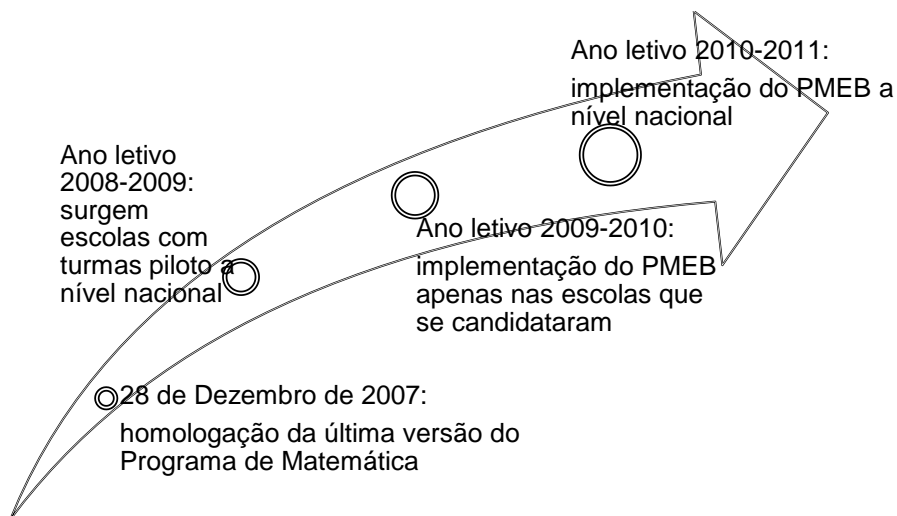 Ano letivo 2010-2011:
implementação do PMEB a
nível nacional
Ano letivo
2008-2009:
surgem
escolas com
turmas piloto a
nível nacional
Ano letivo 2009-2010:
implementação do PMEB
apenas nas escolas que
se candidataram
28 de Dezembro de 2007:
homologação da última versão do
Programa de Matemática